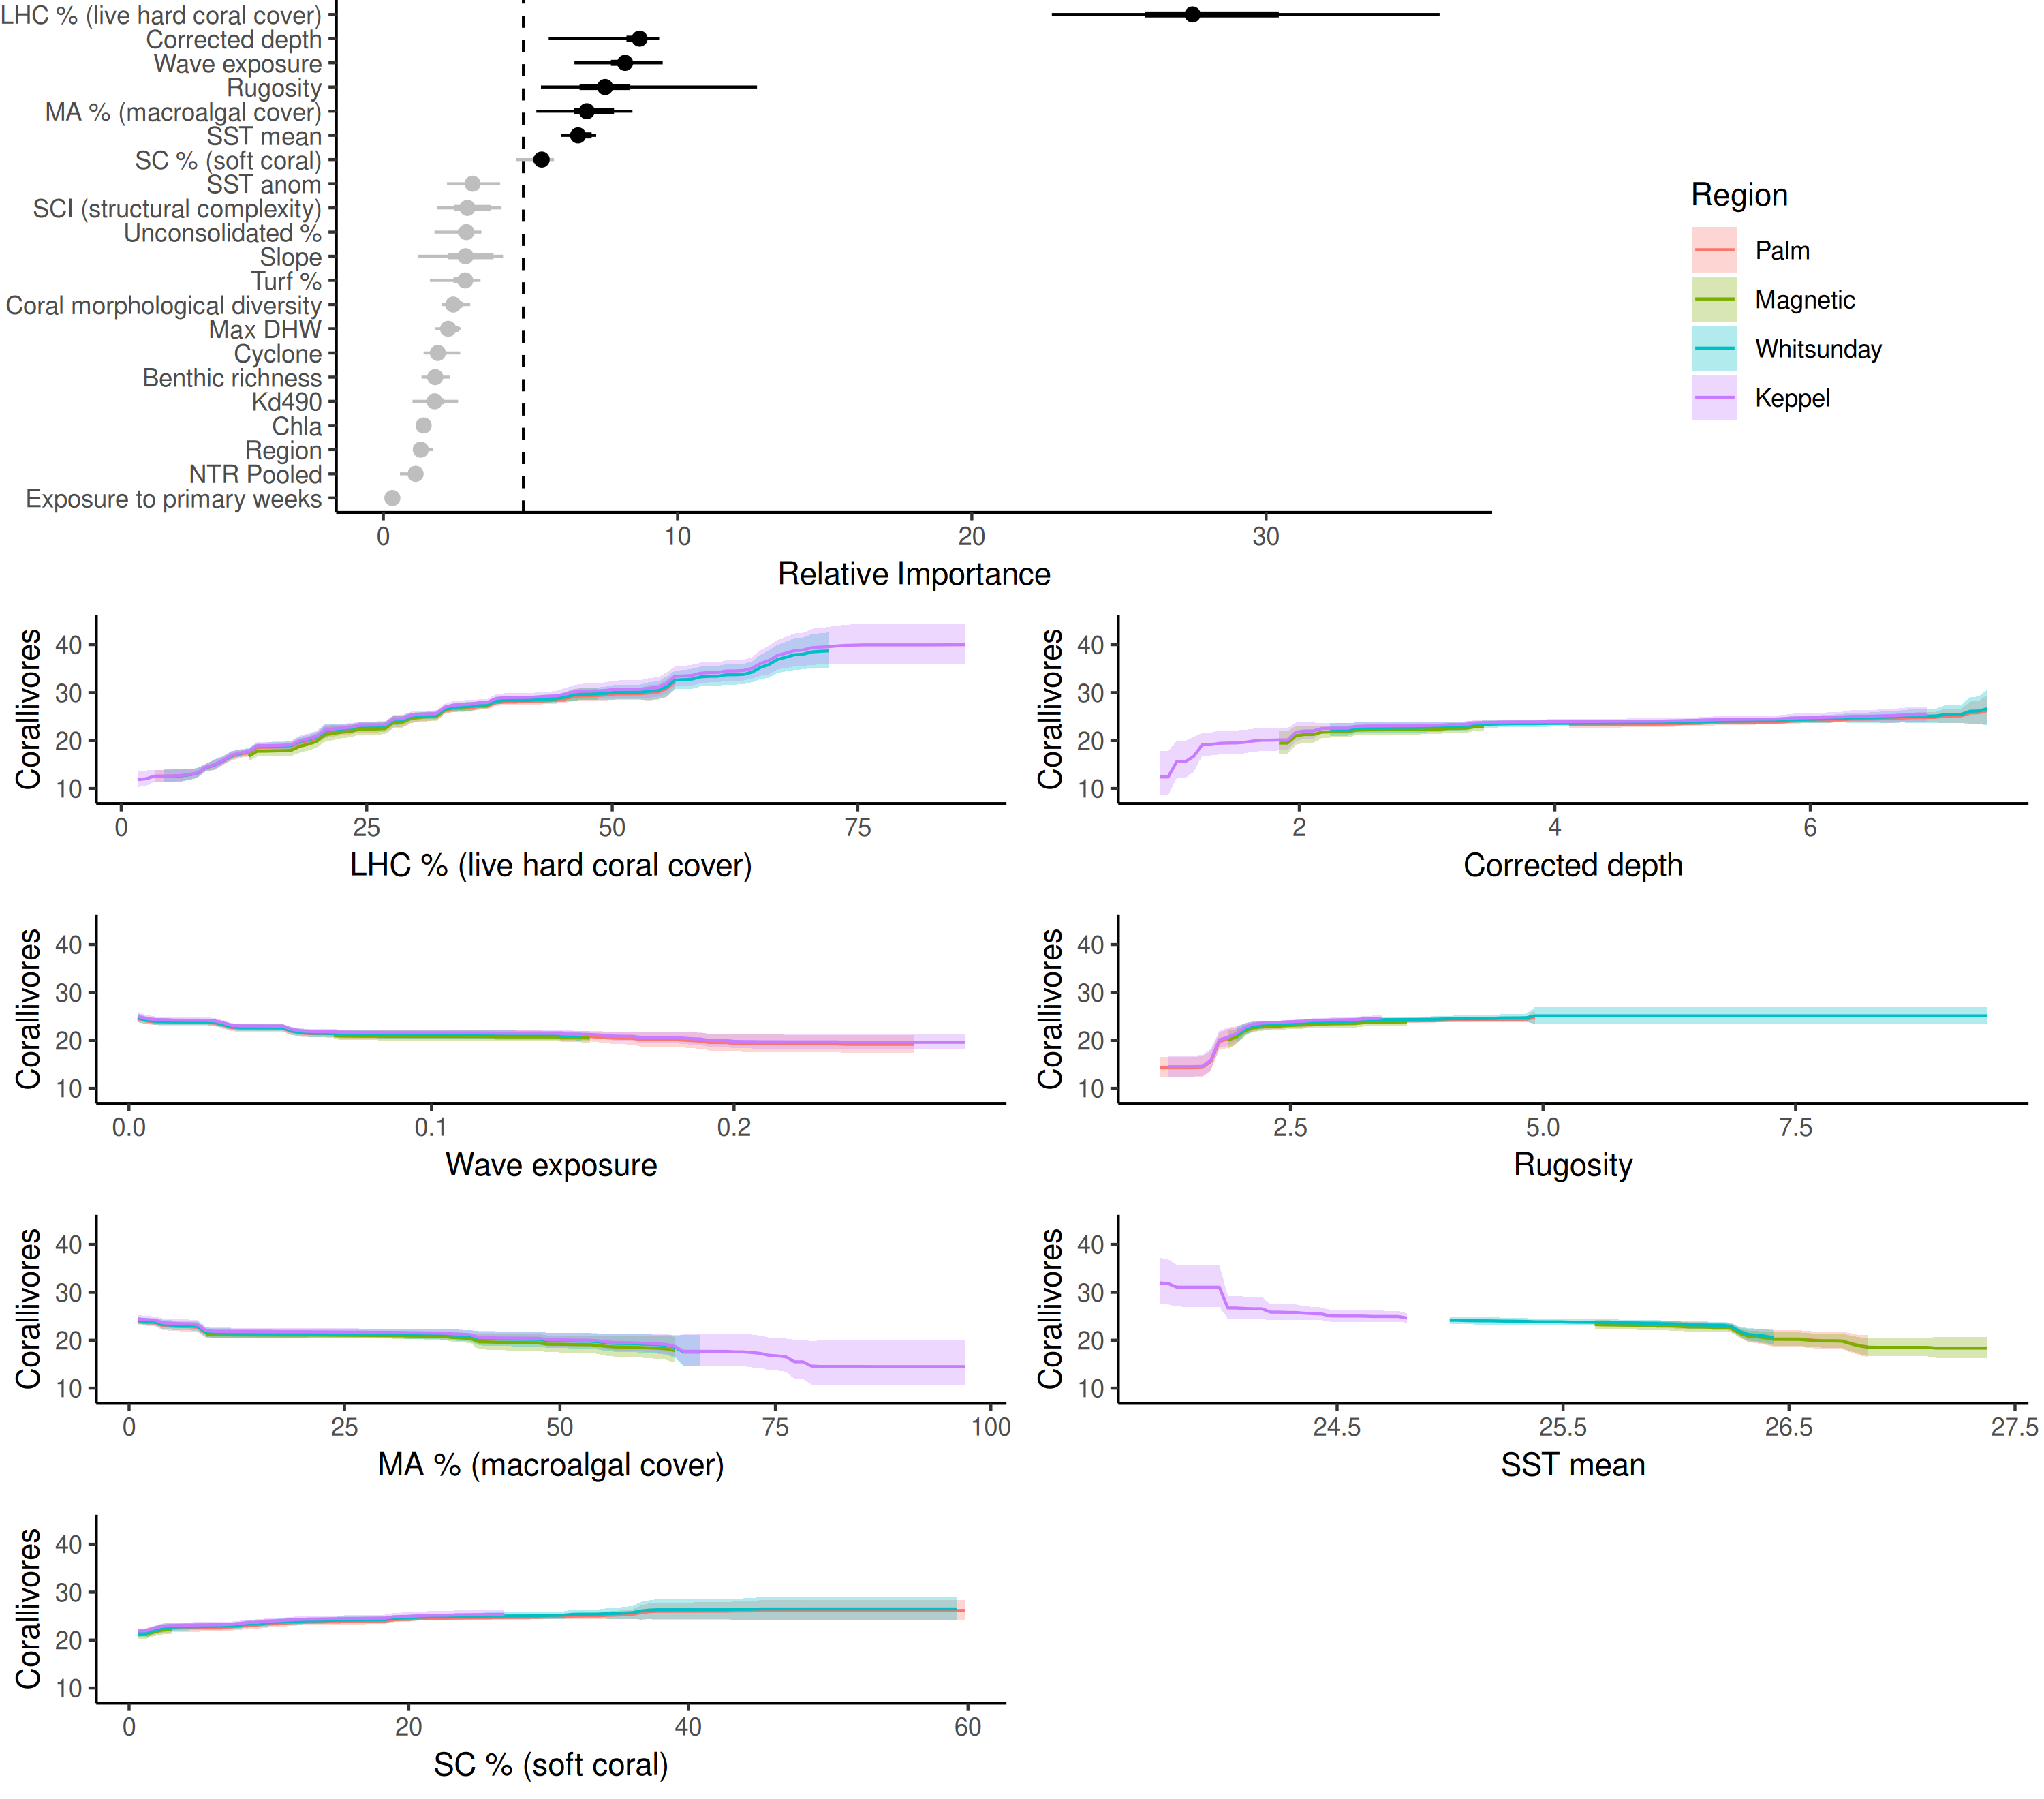 LHC % (live hard coral cover)
Corrected depth
Wave exposure
Rugosity
MA % (macroalgal cover)
SST mean
SC % (soft coral)
SST anom
SCI (structural complexity)
Unconsolidated %
Slope
Turf %
Coral morphological diversity
Max DHW
Cyclone
Benthic richness
Kd490
Chla
Region
NTR Pooled
Exposure to primary weeks
0 10 20 30
Relative Importance
Region
Palm
Magnetic
Whitsunday
Keppel
Corallivores
40
30
20
10
0 25 50 75
LHC % (live hard coral cover)
Corallivores
40
30
20
10
2 4 6
Corrected depth
Corallivores
40
30
20
10
0.0 0.1 0.2
Wave exposure
Corallivores
40
30
20
10
2.5 5.0 7.5
Rugosity
Corallivores
40
30
20
10
0 25 50 75 100
MA % (macroalgal cover)
Corallivores
40
30
20
10
24.5 25.5 26.5 27.5
SST mean
Corallivores
40
30
20
10
0 20 40 60
SC % (soft coral)